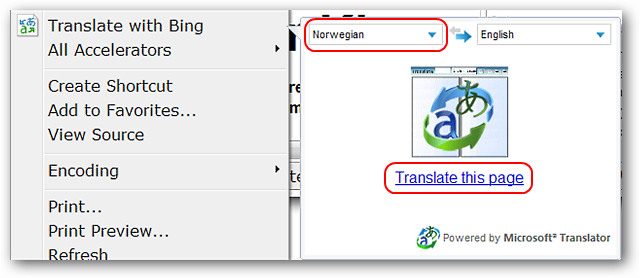 Translate with Bing
All Accelerators
Create Shortcut
Add to Favorites...
View Source
Encoding
Print...
Print Preview...
Refresh
Norwegian
English
Translate this page
Powered by Microsoft® Translator